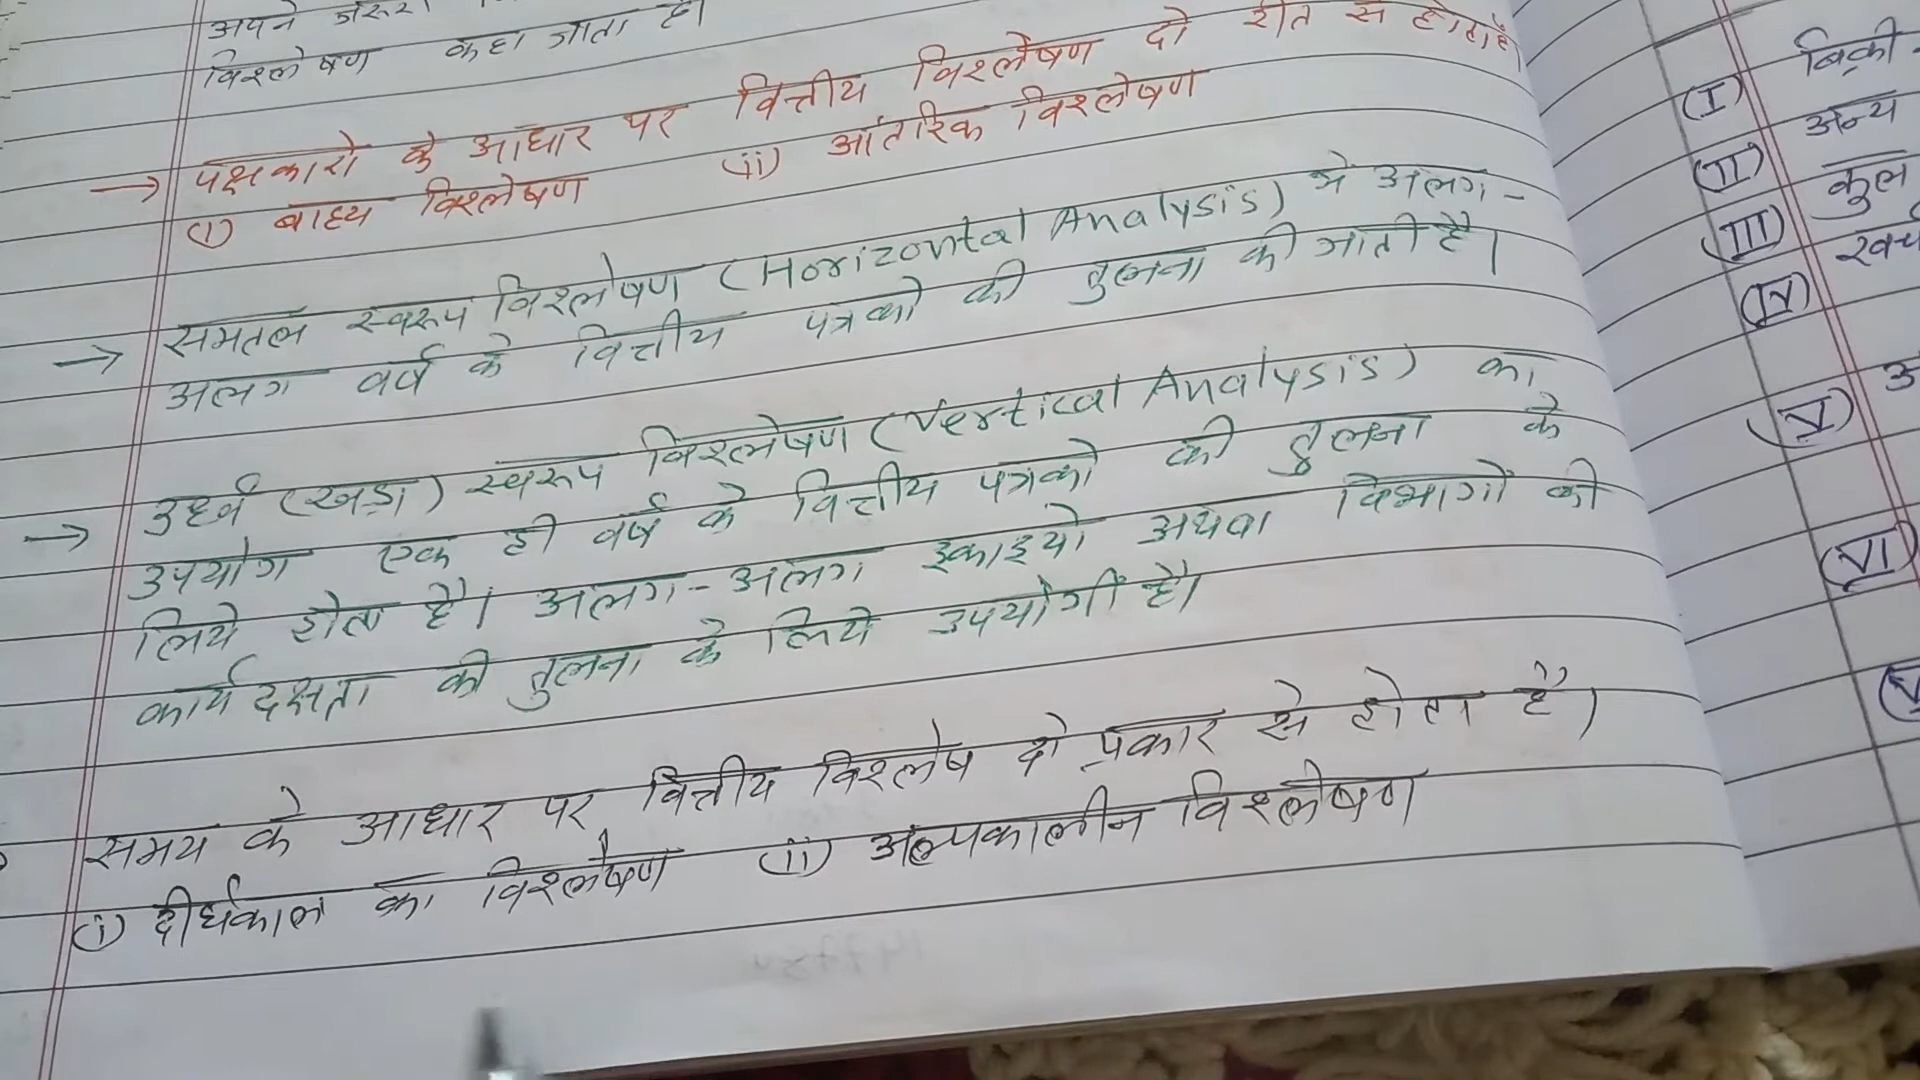 अपने जरूर
विश्लेषण कहा जाता है।
→ पक्षकारो के आधार पर वित्तीय विश्लेषण दो रीत से होता है।
(i) बाह्य विश्लेषण (ii) आंतरिक विश्लेषण
→ समतल स्वरूप विश्लेषण (Horizontal Analysis) मे अलग-
अलग वर्ष के वित्तीय पत्रको की तुलना की जाती है।
→ उर्ध्व (खड़ा) स्वरूप विश्लेषण (Vertical Analysis) का
उपयोग एक ही वर्ष के वित्तीय पत्रको की तुलना के
लिये होता है। अलग-अलग इकाइयो अथवा विभागों की
कार्यदक्षता की तुलना के लिये उपयोगी है।
समय के आधार पर वित्तीय विश्लेष दो प्रकार से होता है।
(i) दीर्घकाल का विश्लेषण (ii) अल्पकालीन विश्लेषण
(I) बिक्री
(II) अन्य
(III) कुल
(IV) खर्च
(V)
(VI)